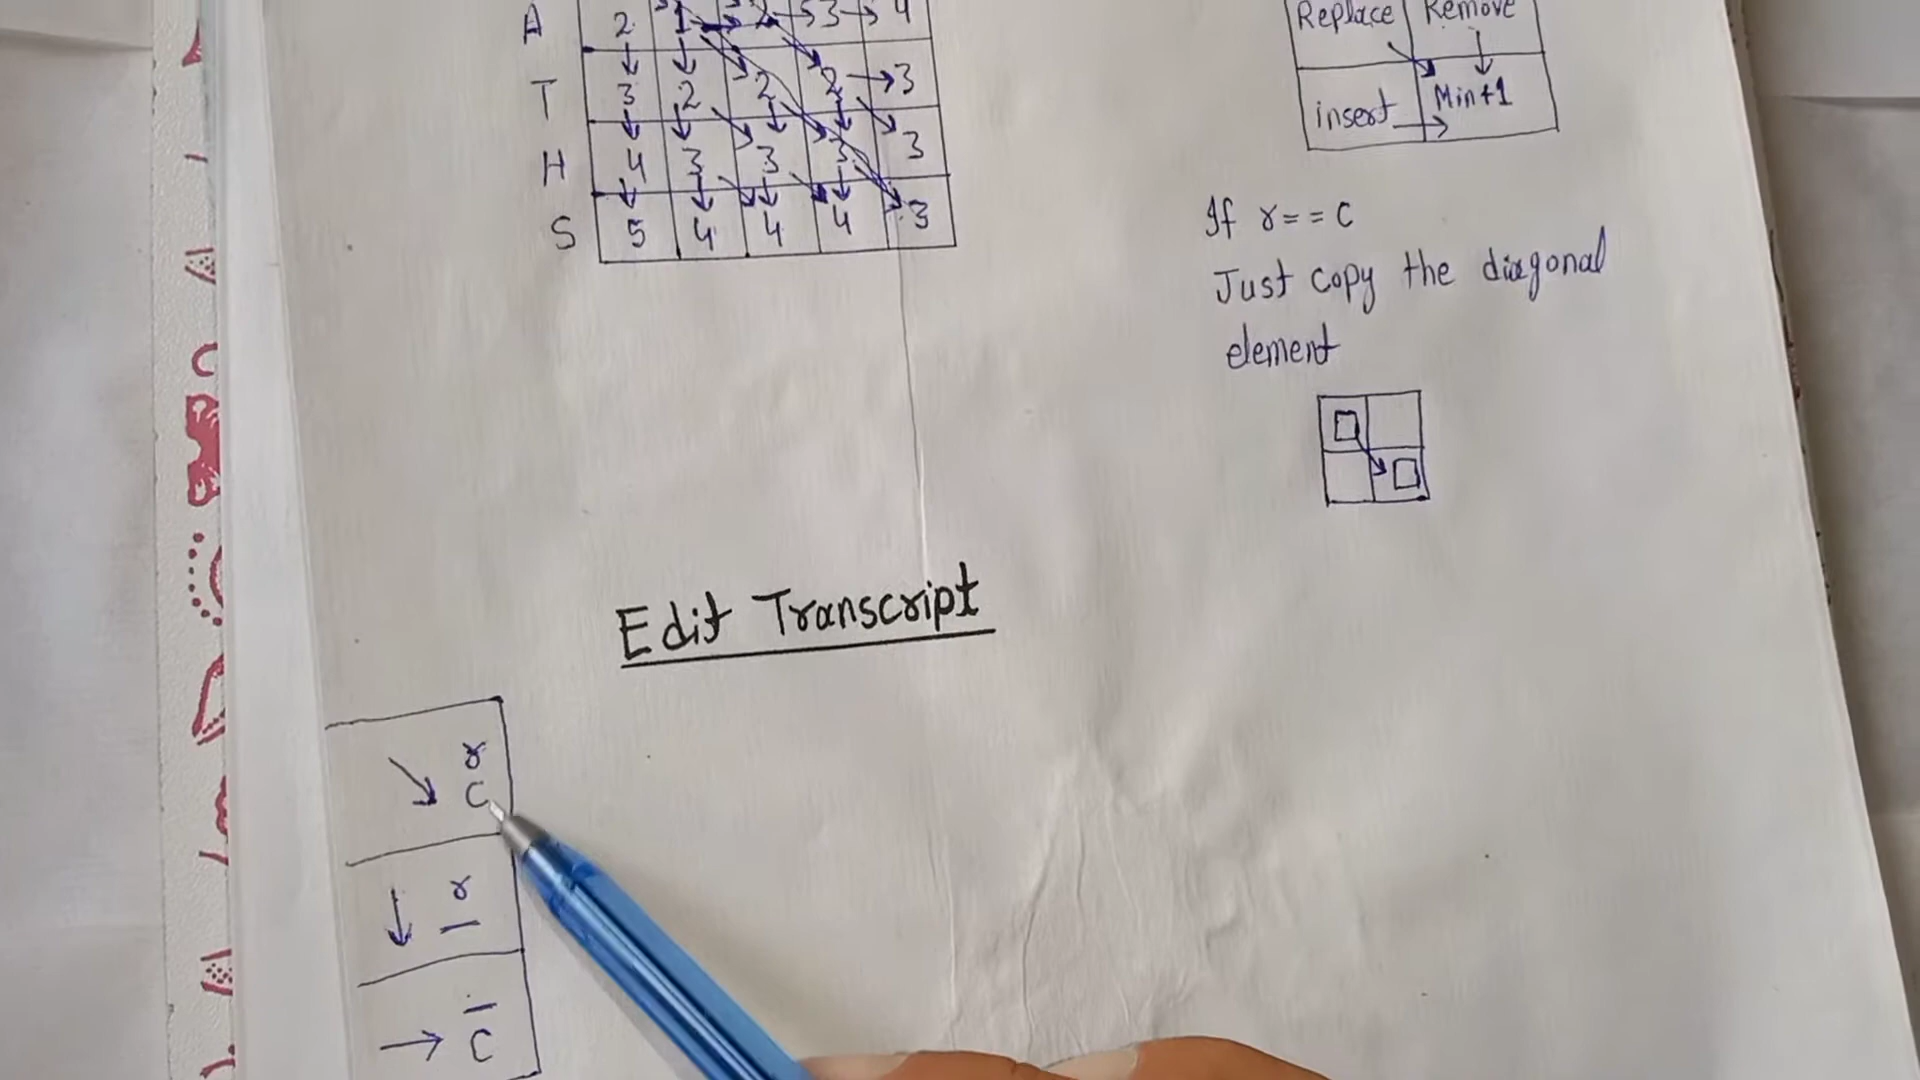 A 2 1 2 3 4
T 3 2 2 2 3
H 4 3 3 3 3
S 5 4 4 4 3
Replace Remove
insert Min+1
If r == C
Just copy the diagonal
element
Edit Transcript
r
C
r
—
—
C